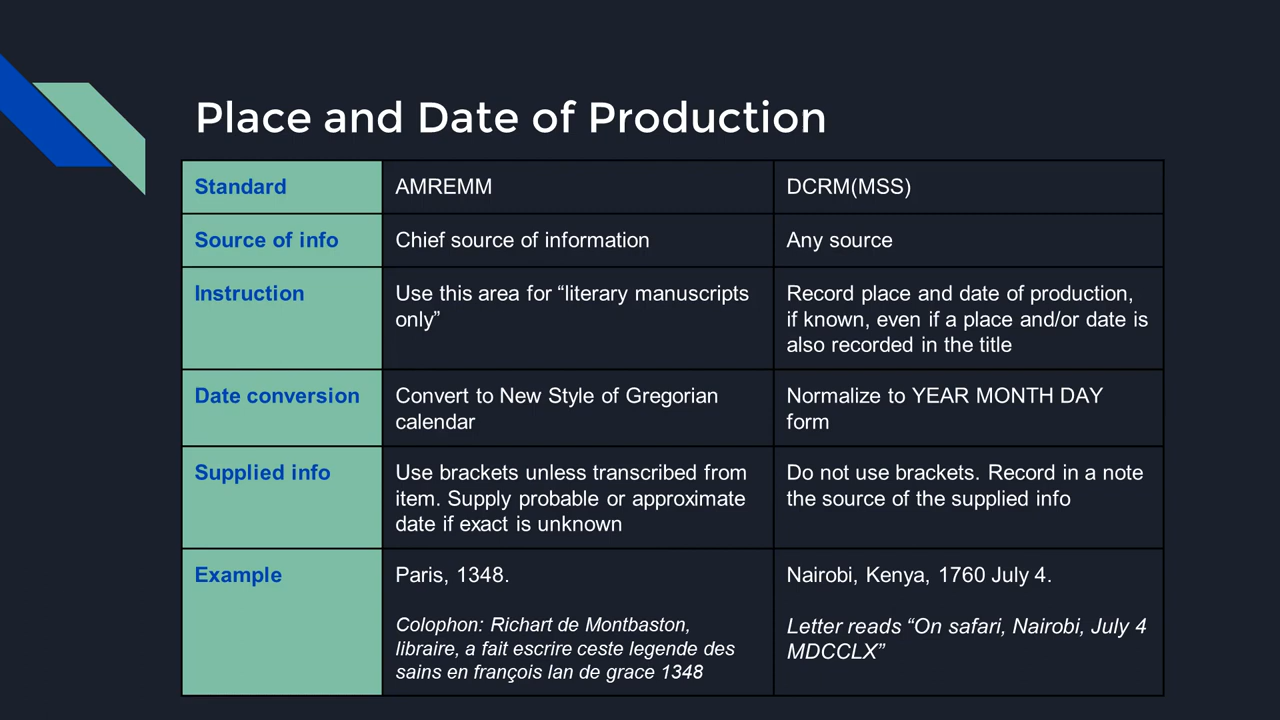 Place and Date of Production
Standard
AMREMM
DCRM(MSS)
Source of info
Chief source of information
Any source
Instruction
Use this area for “literary manuscripts
only”
Record place and date of production,
if known, even if a place and/or date is
also recorded in the title
Date conversion
Convert to New Style of Gregorian
calendar
Normalize to YEAR MONTH DAY
form
Supplied info
Use brackets unless transcribed from
item. Supply probable or approximate
date if exact is unknown
Do not use brackets. Record in a note
the source of the supplied info
Example
Paris, 1348.
Colophon: Richart de Montbaston,
libraire, a fait escrire ceste legende des
sains en françois lan de grace 1348
Nairobi, Kenya, 1760 July 4.
Letter reads “On safari, Nairobi, July 4
MDCCLX”